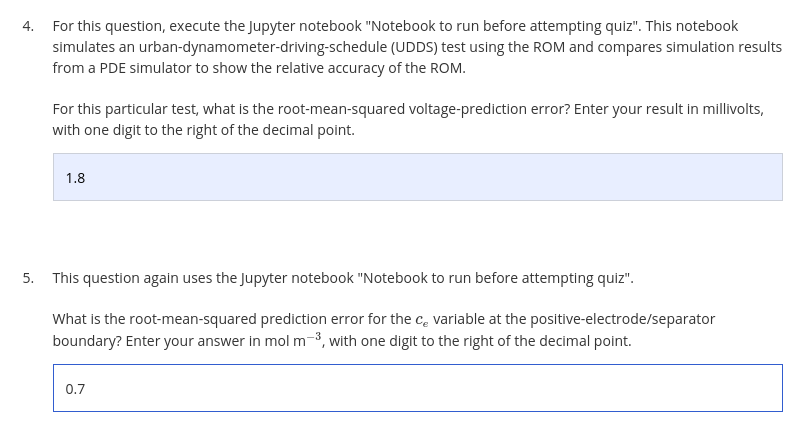 4. For this question, execute the Jupyter notebook "Notebook to run before attempting quiz". This notebook
simulates an urban-dynamometer-driving-schedule (UDDS) test using the ROM and compares simulation results
from a PDE simulator to show the relative accuracy of the ROM.
For this particular test, what is the root-mean-squared voltage-prediction error? Enter your result in millivolts,
with one digit to the right of the decimal point.
1.8
5. This question again uses the Jupyter notebook "Notebook to run before attempting quiz".
What is the root-mean-squared prediction error for the cₑ variable at the positive-electrode/separator
boundary? Enter your answer in mol m⁻³, with one digit to the right of the decimal point.
0.7